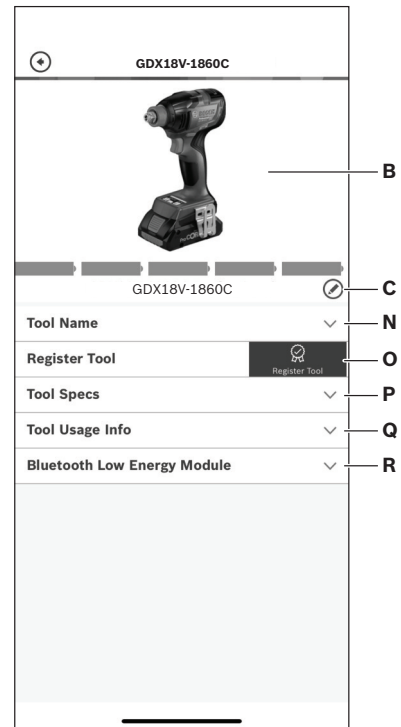 GDX18V-1860C
B
GDX18V-1860C
C
Tool Name
N
Register Tool
Register Tool
O
Tool Specs
P
Tool Usage Info
Q
Bluetooth Low Energy Module
R